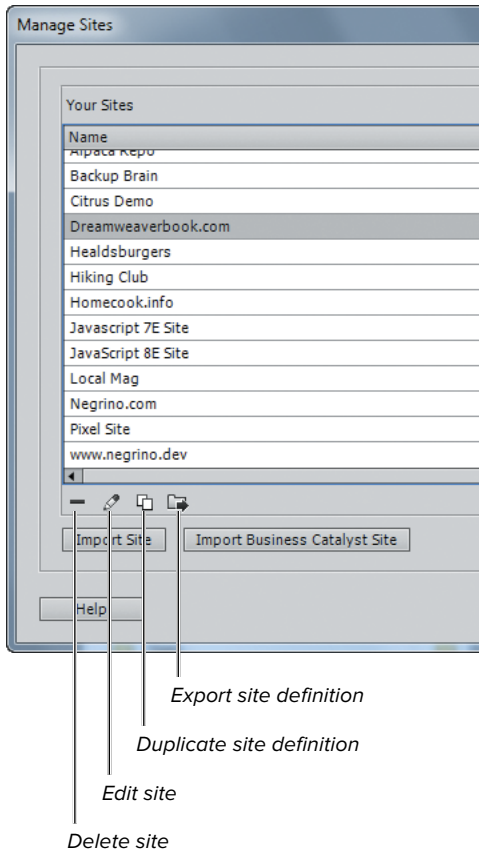 Manage Sites
Your Sites
Name
Alpaca Repo
Backup Brain
Citrus Demo
Dreamweaverbook.com
Healdsburgers
Hiking Club
Homecook.info
Javascript 7E Site
JavaScript 8E Site
Local Mag
Negrino.com
Pixel Site
www.negrino.dev
Import Site Import Business Catalyst Site
Help
Export site definition
Duplicate site definition
Edit site
Delete site